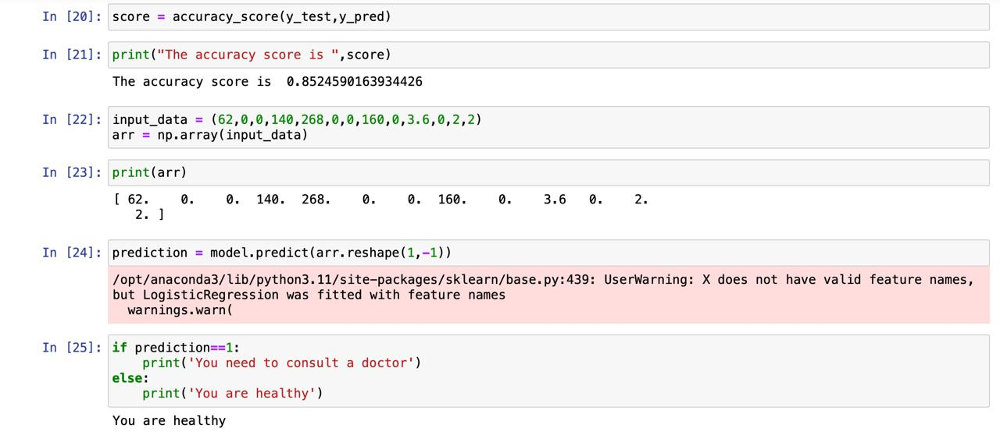 In [20]: score = accuracy_score(y_test,y_pred)
In [21]: print("The accuracy score is ",score)
The accuracy score is  0.8524590163934426
In [22]: input_data = (62,0,0,140,268,0,0,160,0,3.6,0,2,2)
arr = np.array(input_data)
In [23]: print(arr)
[ 62.    0.    0.  140.  268.    0.    0.  160.    0.    3.6   0.    2.
   2. ]
In [24]: prediction = model.predict(arr.reshape(1,-1))
/opt/anaconda3/lib/python3.11/site-packages/sklearn/base.py:439: UserWarning: X does not have valid feature names,
but LogisticRegression was fitted with feature names
  warnings.warn(
In [25]: if prediction==1:
    print('You need to consult a doctor')
else:
    print('You are healthy')
You are healthy